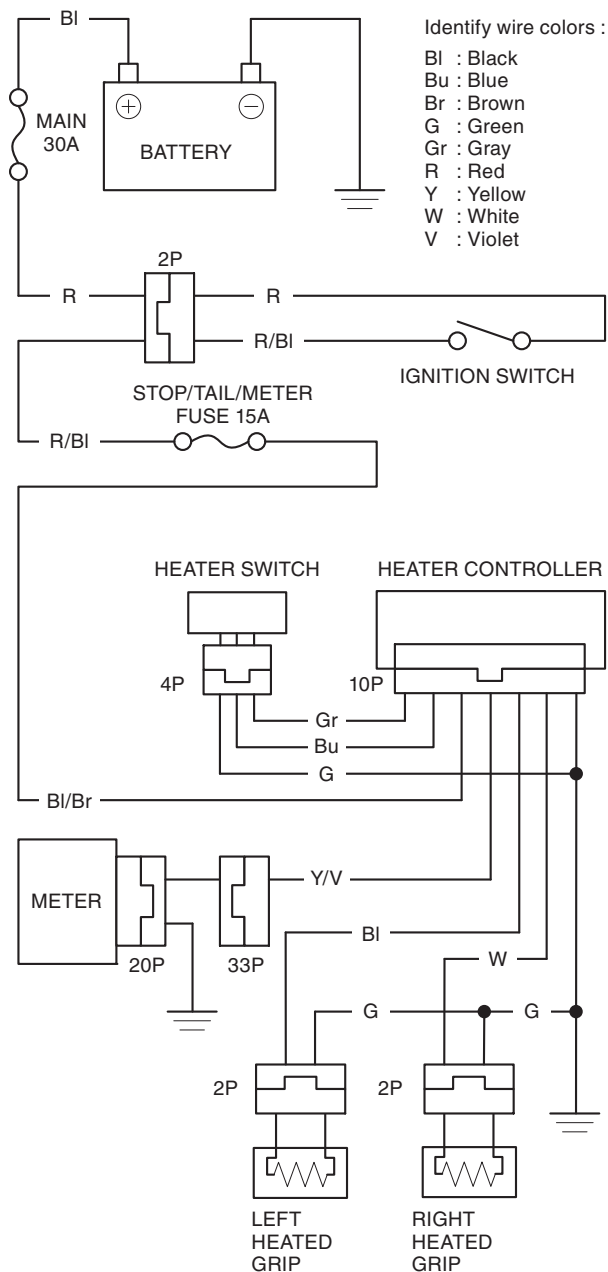 Bl
Identify wire colors :
Bl : Black
Bu : Blue
Br : Brown
G : Green
Gr : Gray
R : Red
Y : Yellow
W : White
V : Violet
MAIN
30A
+
−
BATTERY
2P
R
R
R/Bl
IGNITION SWITCH
STOP/TAIL/METER
FUSE 15A
R/Bl
HEATER SWITCH
HEATER CONTROLLER
4P
10P
Gr
Bu
G
Bl/Br
METER
Y/V
20P
33P
Bl
W
G
G
2P
2P
LEFT
HEATED
GRIP
RIGHT
HEATED
GRIP